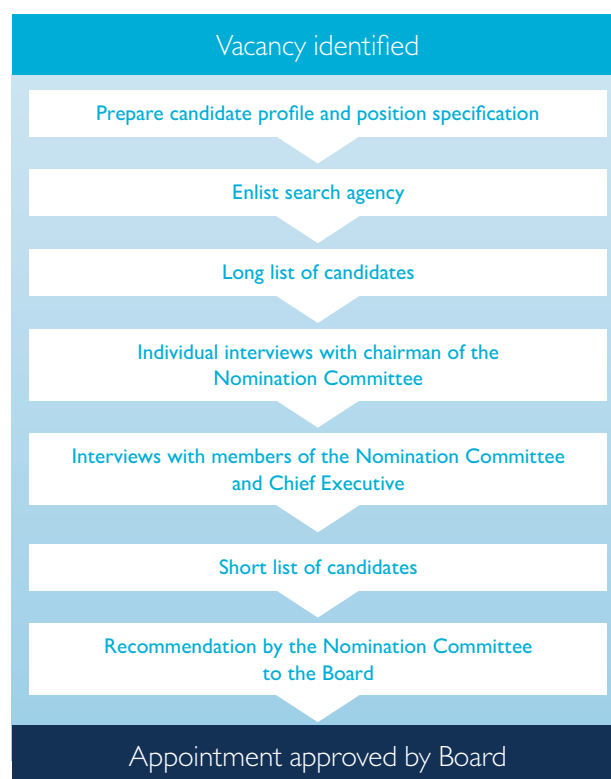 Vacancy identified
Prepare candidate profile and position specification
Enlist search agency
Long list of candidates
Individual interviews with chairman of the
Nomination Committee
Interviews with members of the Nomination Committee
and Chief Executive
Short list of candidates
Recommendation by the Nomination Committee
to the Board
Appointment approved by Board